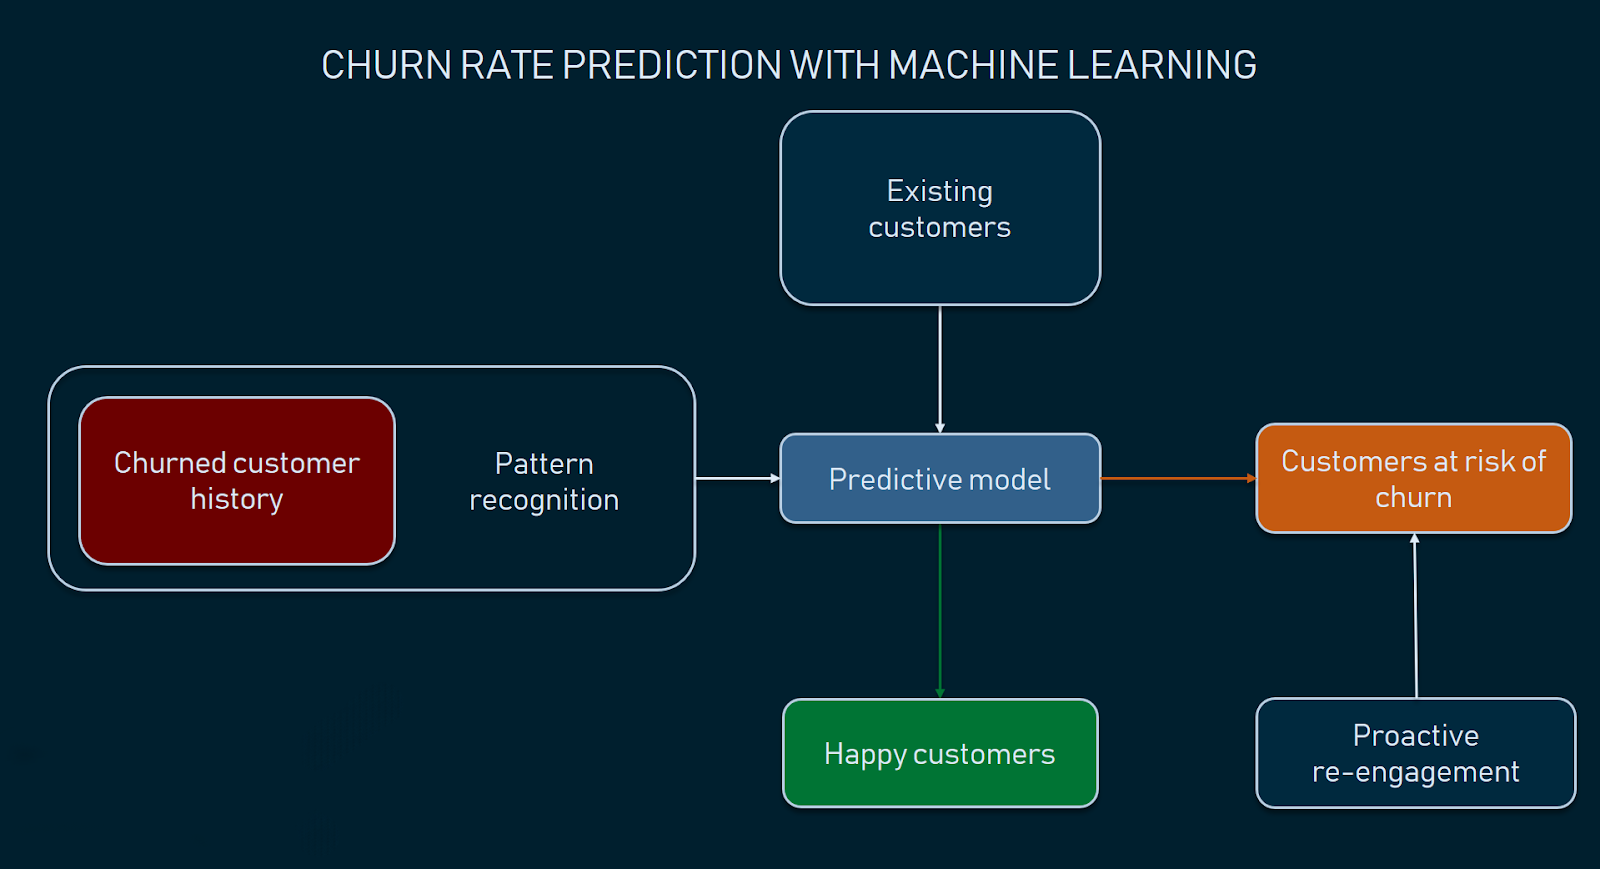 CHURN RATE PREDICTION WITH MACHINE LEARNING
Existing
customers
Churned customer
history
Pattern
recognition
Predictive model
Customers at risk of
churn
Happy customers
Proactive
re-engagement